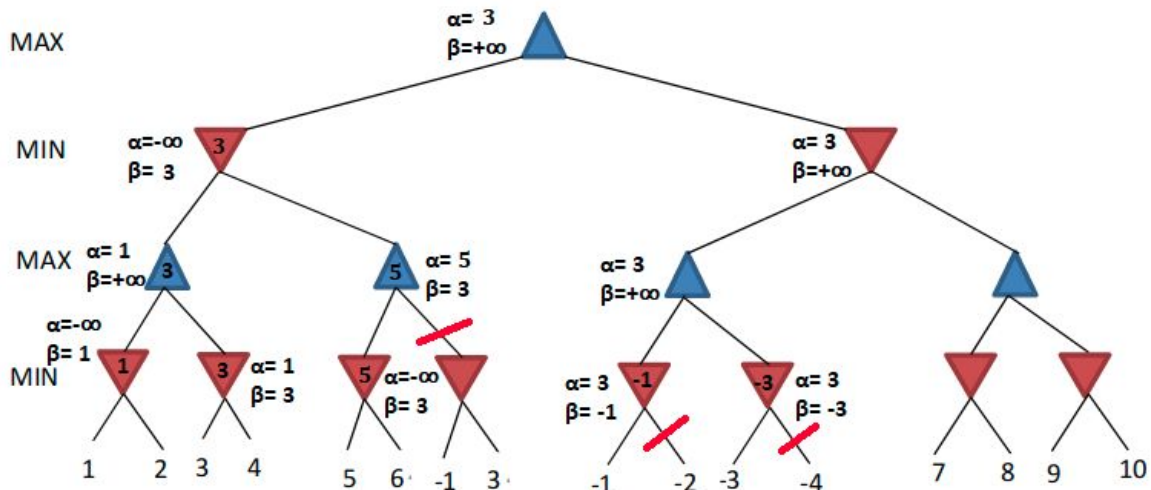 MAX
α= 3
β=+∞
MIN
α=-∞
β= 3
3
α= 3
β=+∞
MAX
α= 1
β=+∞
3
5
α= 5
β= 3
α= 3
β=+∞
MIN
α=-∞
β= 1
1
3
α= 1
β= 3
5
α=-∞
β= 3
α= 3
β= -1
-1
-3
α= 3
β= -3
1 2 3 4 5 6 -1 3 -1 -2 -3 -4 7 8 9 10